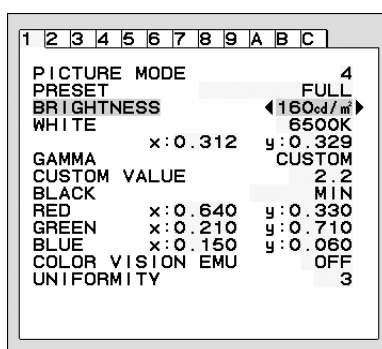 1 2 3 4 5 6 7 8 9 A B C
PICTURE MODE 4
PRESET FULL
BRIGHTNESS 160cd/㎡
WHITE 6500K
x:0.312 y:0.329
GAMMA CUSTOM
CUSTOM VALUE 2.2
BLACK MIN
RED x:0.640 y:0.330
GREEN x:0.210 y:0.710
BLUE x:0.150 y:0.060
COLOR VISION EMU OFF
UNIFORMITY 3